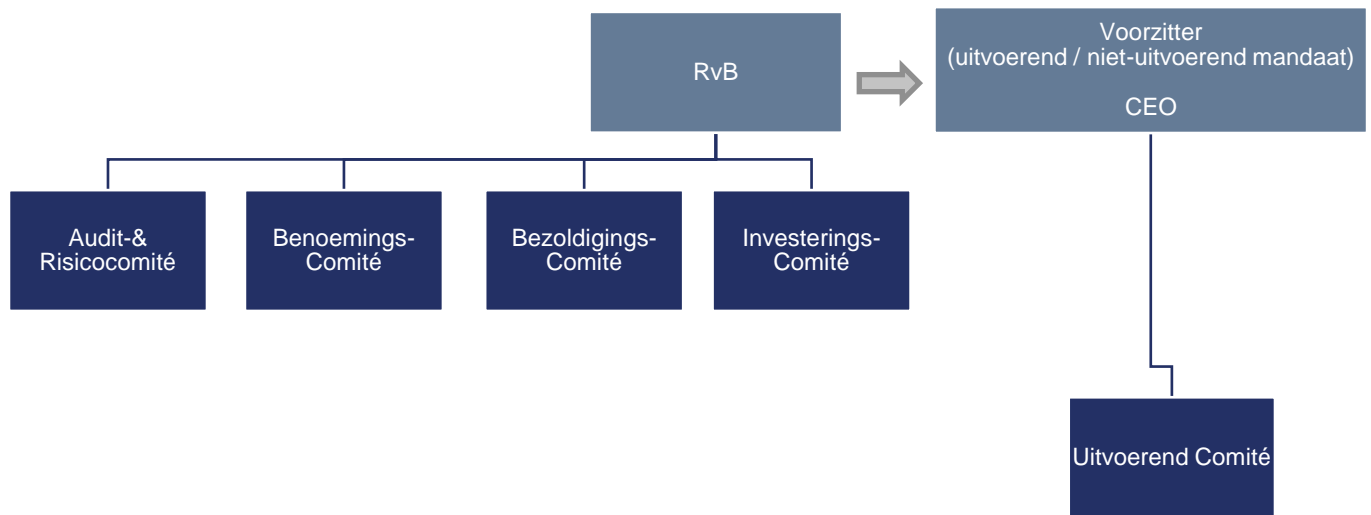 RvB
Voorzitter
(uitvoerend / niet-uitvoerend mandaat)
CEO
Audit-&
Risicocomité
Benoemings-
Comité
Bezoldigings-
Comité
Investerings-
Comité
Uitvoerend Comité